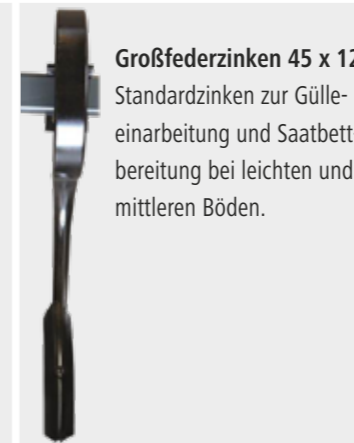 Großfederzinken 45 x 12
Standardzinken zur Gülle-
einarbeitung und Saatbett
bereitung bei leichten und
mittleren Böden.